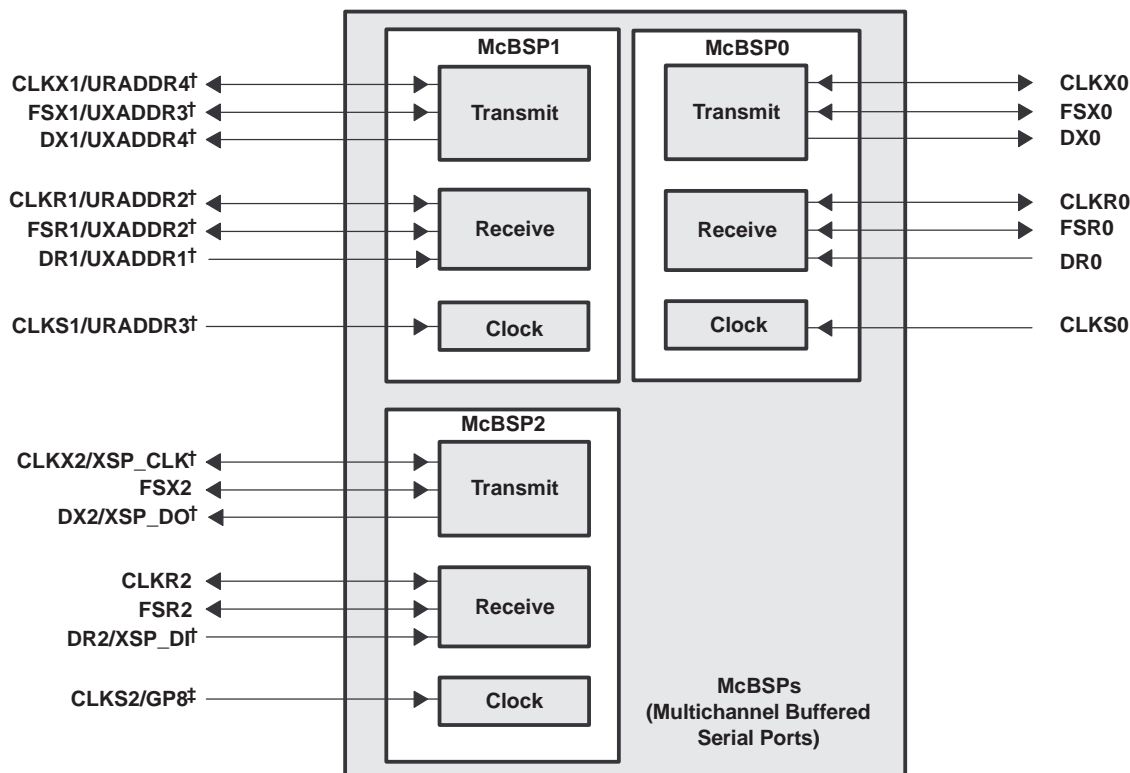 McBSP1
McBSP0
CLKX1/URADDR4†
FSX1/UXADDR3†
DX1/UXADDR4†
Transmit
Transmit
CLKX0
FSX0
DX0
CLKR1/URADDR2†
FSR1/UXADDR2†
DR1/UXADDR1†
Receive
Receive
CLKR0
FSR0
DR0
CLKS1/URADDR3†
Clock
Clock
CLKS0
McBSP2
CLKX2/XSP_CLK†
FSX2
DX2/XSP_DO†
Transmit
CLKR2
FSR2
DR2/XSP_DI†
Receive
CLKS2/GP8‡
Clock
McBSPs
(Multichannel Buffered
Serial Ports)